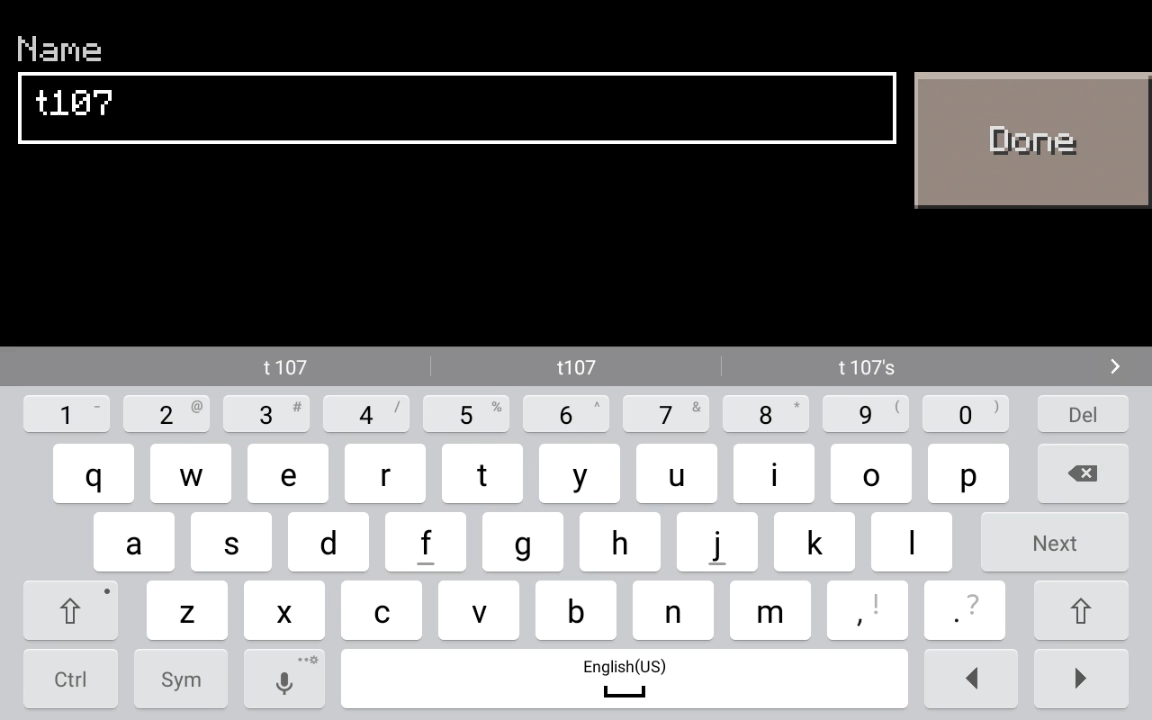 Name
t107
Done
t 107 t107 t 107's >
1 - 2 @ 3 # 4 / 5 % 6 ^ 7 & 8 * 9 ( 0 ) Del
q w e r t y u i o p
a s d f g h j k l Next
z x c v b n m , ! . ?
Ctrl Sym English(US)